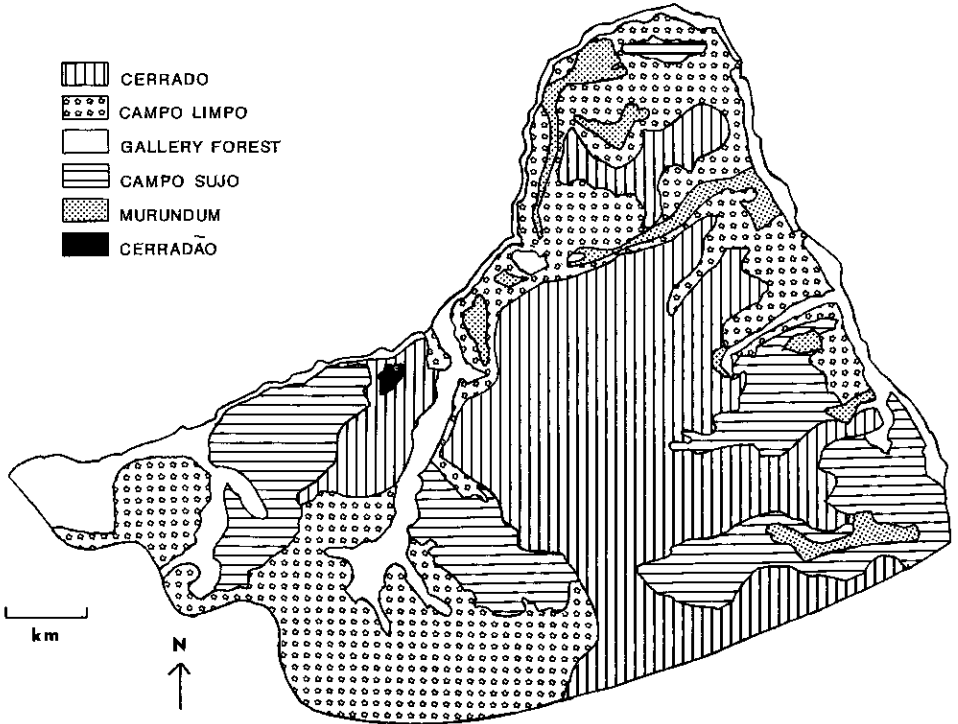 CERRADO
CAMPO LIMPO
GALLERY FOREST
CAMPO SUJO
MURUNDUM
CERRADÃO
km
N